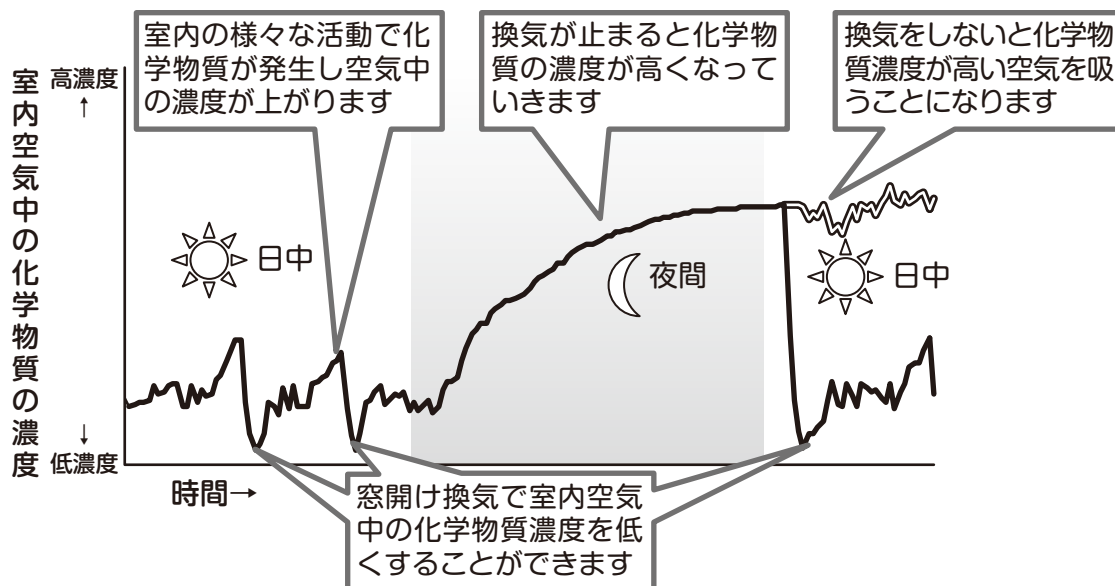 室内の様々な活動で化
学物質が発生し空気中
の濃度が上がります
換気が止まると化学物
質の濃度が高くなって
いきます
換気をしないと化学物
質濃度が高い空気を吸
うことになります
室内空気中の化学物質の濃度
高濃度
↑
↓
低濃度
日中
夜間
日中
時間→
窓開け換気で室内空気
中の化学物質濃度を低
くすることができます